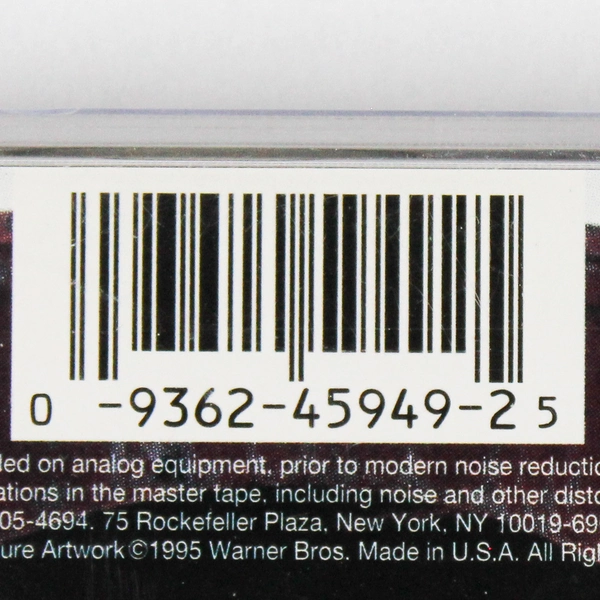 0 -9362-45949-2 5
ded on analog equipment, prior to modern noise reductio
ations in the master tape, including noise and other disto
05-4694. 75 Rockefeller Plaza, New York, NY 10019-69
ure Artwork ©1995 Warner Bros. Made in U.S.A. All Righ